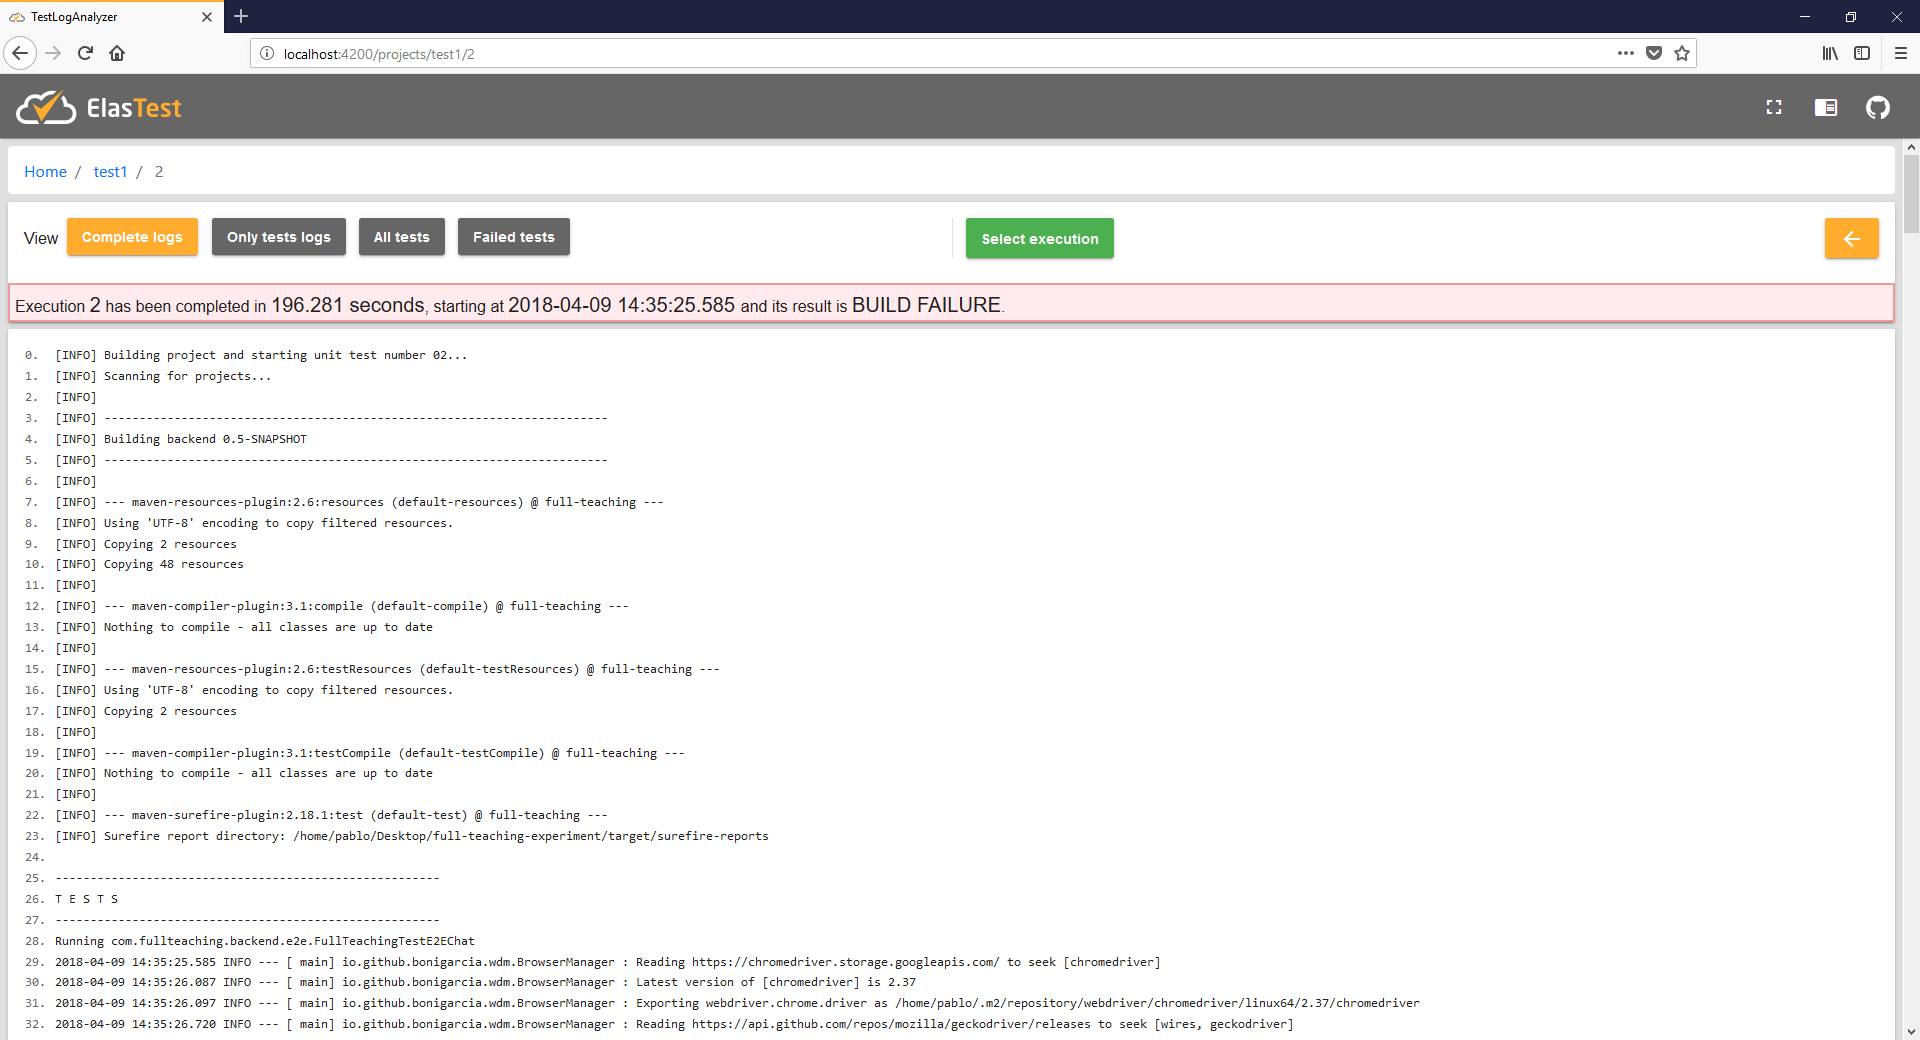 TestLogAnalyzer
localhost:4200/projects/test1/2
ElasTest
Home / test1 / 2
View Complete logs Only tests logs All tests Failed tests Select execution
Execution 2 has been completed in 196.281 seconds, starting at 2018-04-09 14:35:25.585 and its result is BUILD FAILURE.
0. [INFO] Building project and starting unit test number 02...
1. [INFO] Scanning for projects...
2. [INFO]
3. [INFO] ------------------------------------------------------------------------
4. [INFO] Building backend 0.5-SNAPSHOT
5. [INFO] ------------------------------------------------------------------------
6. [INFO]
7. [INFO] --- maven-resources-plugin:2.6:resources (default-resources) @ full-teaching ---
8. [INFO] Using 'UTF-8' encoding to copy filtered resources.
9. [INFO] Copying 2 resources
10. [INFO] Copying 48 resources
11. [INFO]
12. [INFO] --- maven-compiler-plugin:3.1:compile (default-compile) @ full-teaching ---
13. [INFO] Nothing to compile - all classes are up to date
14. [INFO]
15. [INFO] --- maven-resources-plugin:2.6:testResources (default-testResources) @ full-teaching ---
16. [INFO] Using 'UTF-8' encoding to copy filtered resources.
17. [INFO] Copying 2 resources
18. [INFO]
19. [INFO] --- maven-compiler-plugin:3.1:testCompile (default-testCompile) @ full-teaching ---
20. [INFO] Nothing to compile - all classes are up to date
21. [INFO]
22. [INFO] --- maven-surefire-plugin:2.18.1:test (default-test) @ full-teaching ---
23. [INFO] Surefire report directory: /home/pablo/Desktop/full-teaching-experiment/target/surefire-reports
24.
25. -------------------------------------------------------
26. T E S T S
27. -------------------------------------------------------
28. Running com.fullteaching.backend.e2e.FullTeachingTestE2EChat
29. 2018-04-09 14:35:25.585 INFO --- [ main] io.github.bonigarcia.wdm.BrowserManager : Reading https://chromedriver.storage.googleapis.com/ to seek [chromedriver]
30. 2018-04-09 14:35:26.087 INFO --- [ main] io.github.bonigarcia.wdm.BrowserManager : Latest version of [chromedriver] is 2.37
31. 2018-04-09 14:35:26.097 INFO --- [ main] io.github.bonigarcia.wdm.BrowserManager : Exporting webdriver.chrome.driver as /home/pablo/.m2/repository/webdriver/chromedriver/linux64/2.37/chromedriver
32. 2018-04-09 14:35:26.720 INFO --- [ main] io.github.bonigarcia.wdm.BrowserManager : Reading https://api.github.com/repos/mozilla/geckodriver/releases to seek [wires, geckodriver]